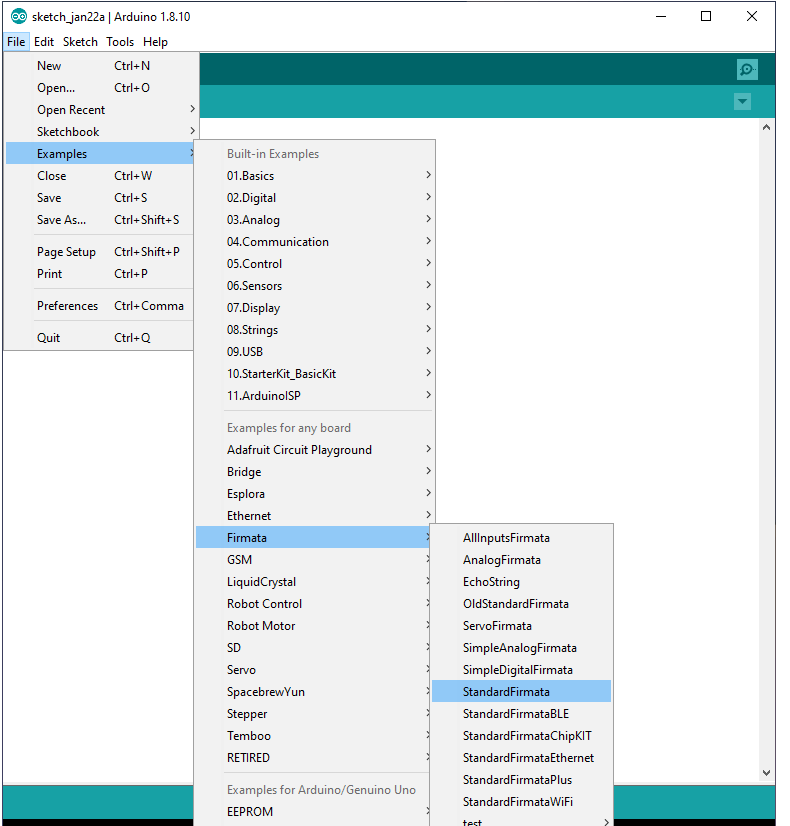 sketch_jan22a | Arduino 1.8.10
File Edit Sketch Tools Help
New Ctrl+N
Open... Ctrl+O
Open Recent
Sketchbook
Examples
Close Ctrl+W
Save Ctrl+S
Save As... Ctrl+Shift+S
Page Setup Ctrl+Shift+P
Print Ctrl+P
Preferences Ctrl+Comma
Quit Ctrl+Q
Built-in Examples
01.Basics
02.Digital
03.Analog
04.Communication
05.Control
06.Sensors
07.Display
08.Strings
09.USB
10.StarterKit_BasicKit
11.ArduinoISP
Examples for any board
Adafruit Circuit Playground
Bridge
Esplora
Ethernet
Firmata
GSM
LiquidCrystal
Robot Control
Robot Motor
SD
Servo
SpacebrewYun
Stepper
Temboo
RETIRED
Examples for Arduino/Genuino Uno
EEPROM
AllInputsFirmata
AnalogFirmata
EchoString
OldStandardFirmata
ServoFirmata
SimpleAnalogFirmata
SimpleDigitalFirmata
StandardFirmata
StandardFirmataBLE
StandardFirmataChipKIT
StandardFirmataEthernet
StandardFirmataPlus
StandardFirmataWiFi
test